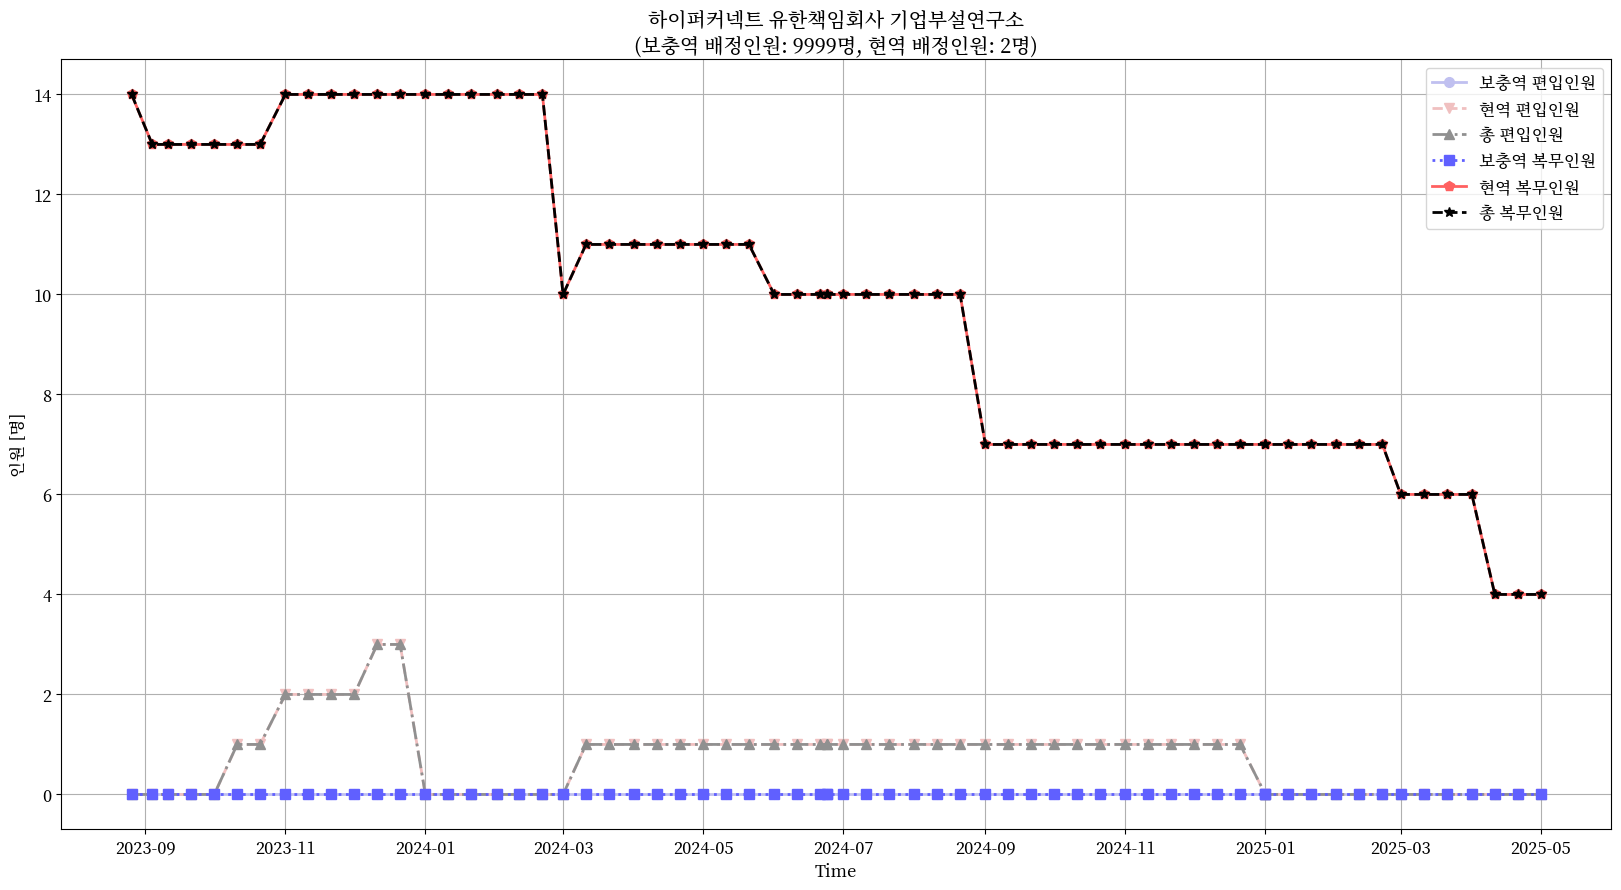 하이퍼커넥트 유한책임회사 기업부설연구소
(보충역 배정인원: 9999명, 현역 배정인원: 2명)
보충역 편입인원
현역 편입인원
총 편입인원
보충역 복무인원
현역 복무인원
총 복무인원
인원 [명]
14
12
10
8
6
4
2
0
2023-09
2023-11
2024-01
2024-03
2024-05
2024-07
2024-09
2024-11
2025-01
2025-03
2025-05
Time